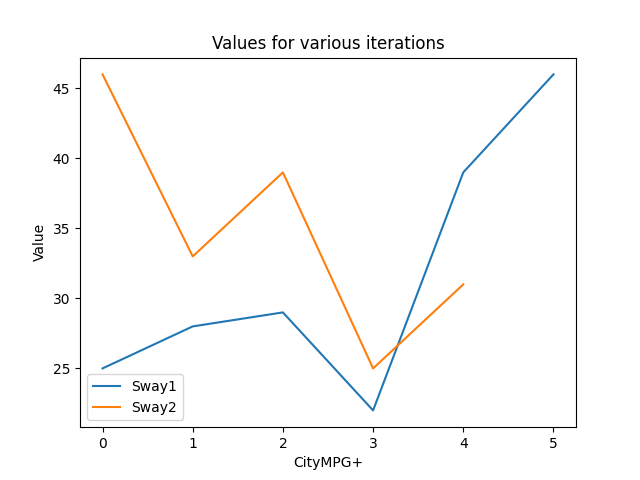 Values for various iterations
45
40
35
30
25
Value
Sway1
Sway2
0 1 2 3 4 5
CityMPG+